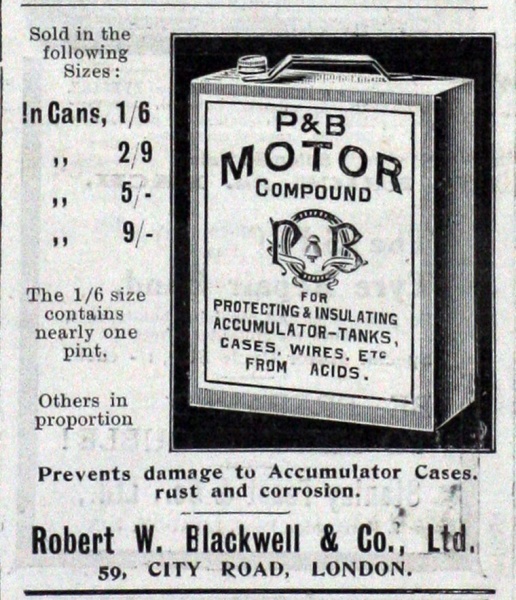 Sold in the
following
Sizes:
In Cans, 1/6
,, 2/9
,, 5/-
,, 9/-
The 1/6 size
contains
nearly one
pint.
Others in
proportion
P&B
MOTOR
COMPOUND
P B
FOR
PROTECTING & INSULATING
ACCUMULATOR-TANKS,
CASES, WIRES, ETC
FROM ACIDS.
Prevents damage to Accumulator Cases.
rust and corrosion.
Robert W. Blackwell & Co., Ltd.
59, CITY ROAD, LONDON.